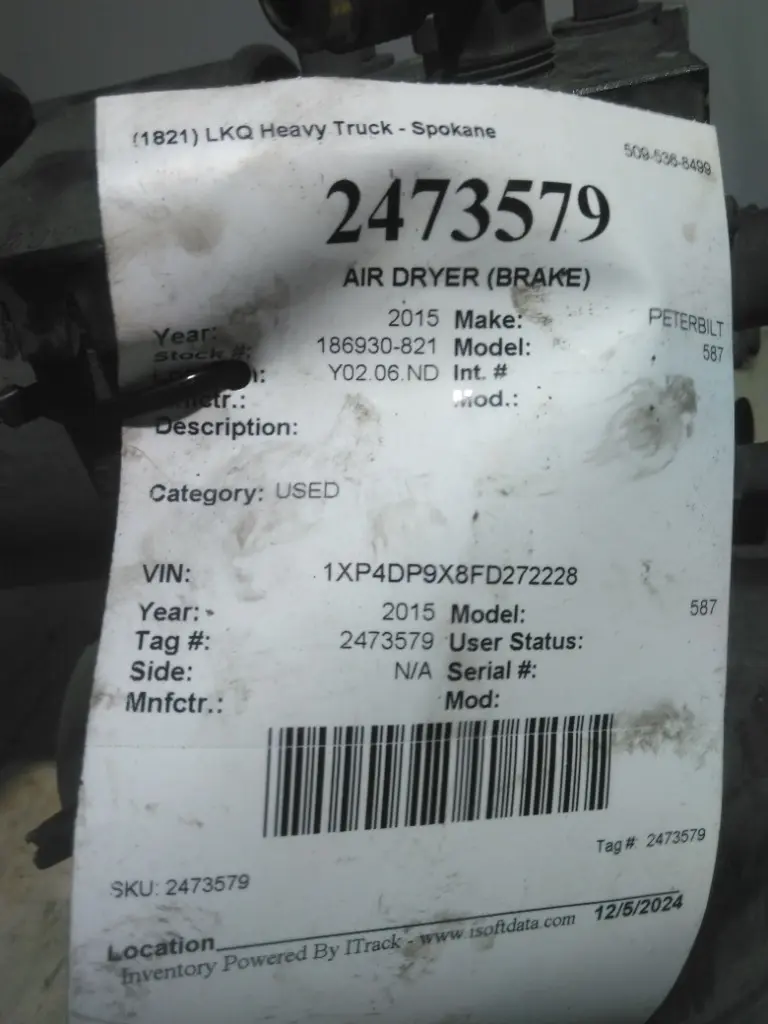 (1821) LKQ Heavy Truck - Spokane
509-536-8499
2473579
AIR DRYER (BRAKE)
Year: 2015 Make: PETERBILT
Stock #: 186930-821 Model: 587
Y02.06.ND Int. #
Mod.:
Description:
Category: USED
VIN: 1XP4DP9X8FD272228
Year: 2015 Model: 587
Tag #: 2473579 User Status:
Side: N/A Serial #:
Mnfctr.: Mod:
Tag #: 2473579
SKU: 2473579
Location 12/5/2024
Inventory Powered By ITrack - www.isoftdata.com